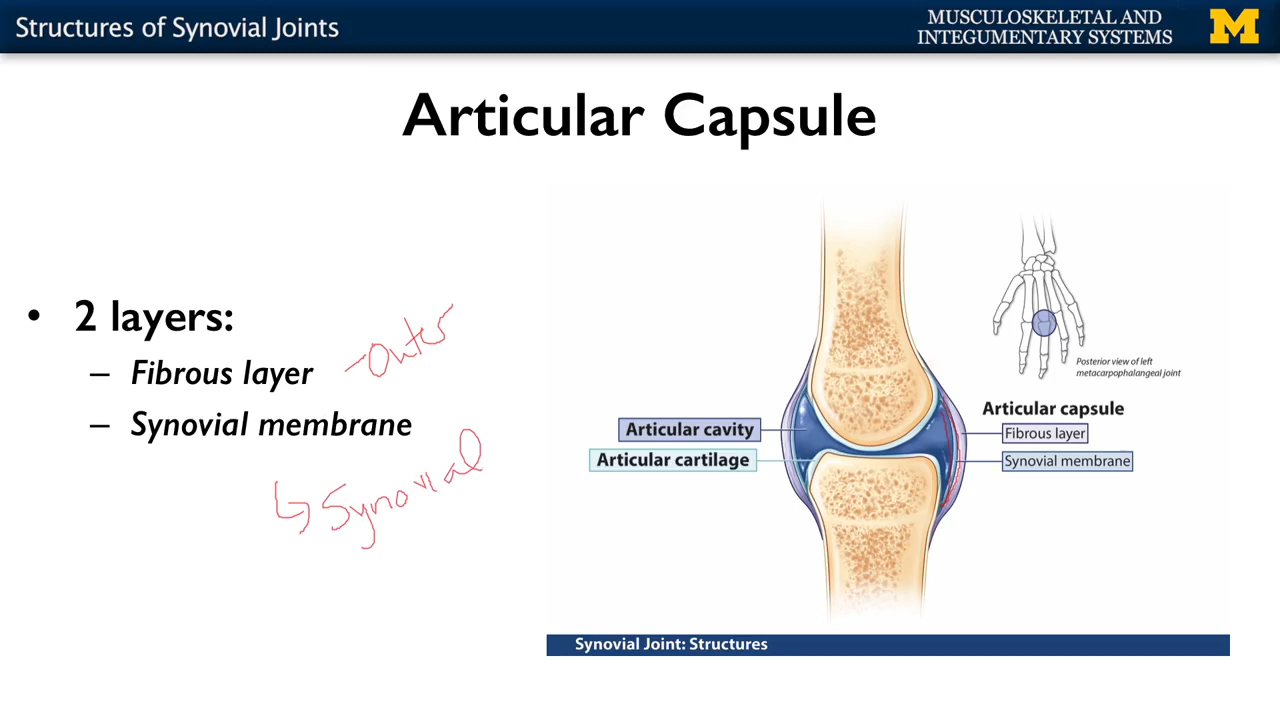 Structures of Synovial Joints
MUSCULOSKELETAL AND
INTEGUMENTARY SYSTEMS
M
Articular Capsule
• 2 layers:
– Fibrous layer
- Outer
– Synovial membrane
↳ Synovial
Posterior view of left
metacarpophalangeal joint
Articular capsule
Fibrous layer
Synovial membrane
Articular cavity
Articular cartilage
Synovial Joint: Structures